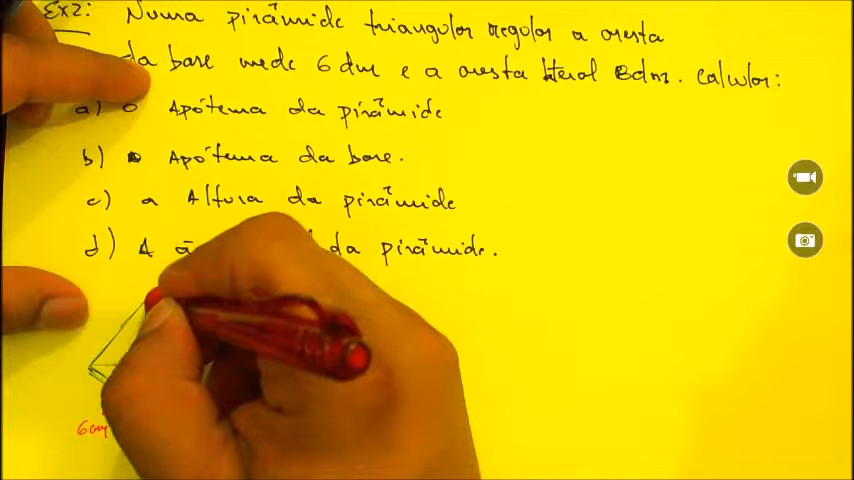 Ex2: Numa pirâmide triangular regular a aresta
da base mede 6 dm e a aresta lateral 8dm. calcular:
a) o Apótema da pirâmide
b) o Apótema da base.
c) a Altura da pirâmide
d) A da pirâmide.
6cm